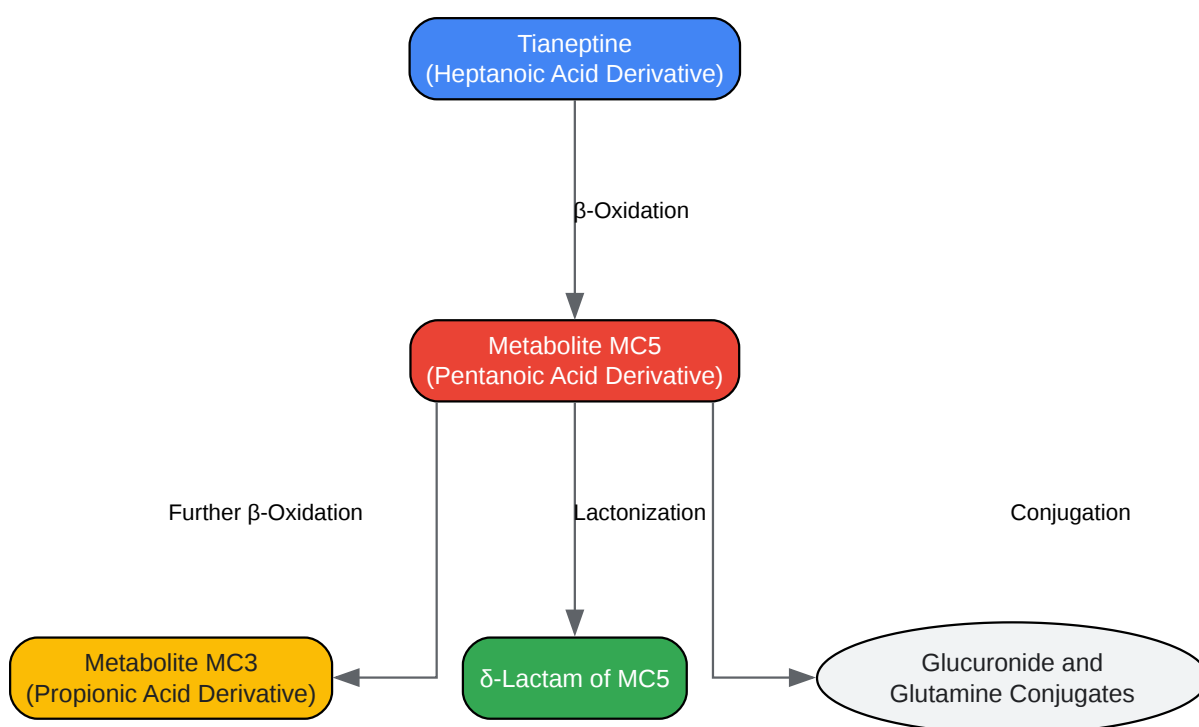 Tianeptine
(Heptanoic Acid Derivative)
β-Oxidation
Metabolite MC5
(Pentanoic Acid Derivative)
Further β-Oxidation
Lactonization
Conjugation
Metabolite MC3
(Propionic Acid Derivative)
δ-Lactam of MC5
Glucuronide and
Glutamine Conjugates